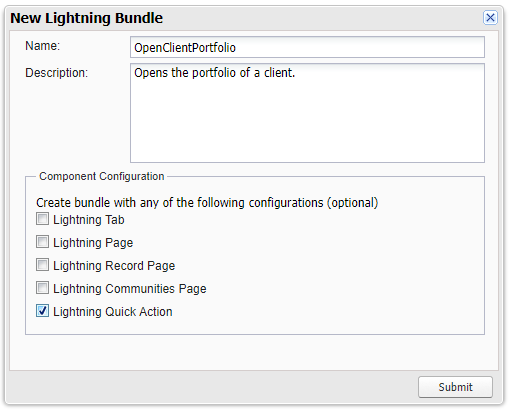 New Lightning Bundle
Name:
OpenClientPortfolio
Description:
Opens the portfolio of a client.
Component Configuration
Create bundle with any of the following configurations (optional)
Lightning Tab
Lightning Page
Lightning Record Page
Lightning Communities Page
Lightning Quick Action
Submit